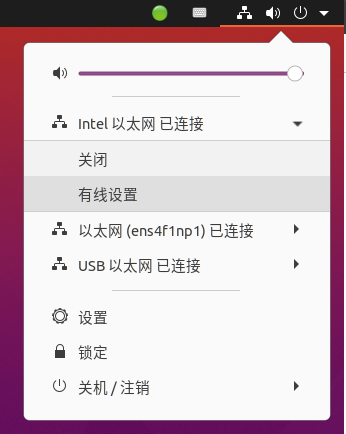 Intel 以太网 已连接
关闭
有线设置
以太网 (ens4f1np1) 已连接
USB 以太网 已连接
设置
锁定
关机 / 注销